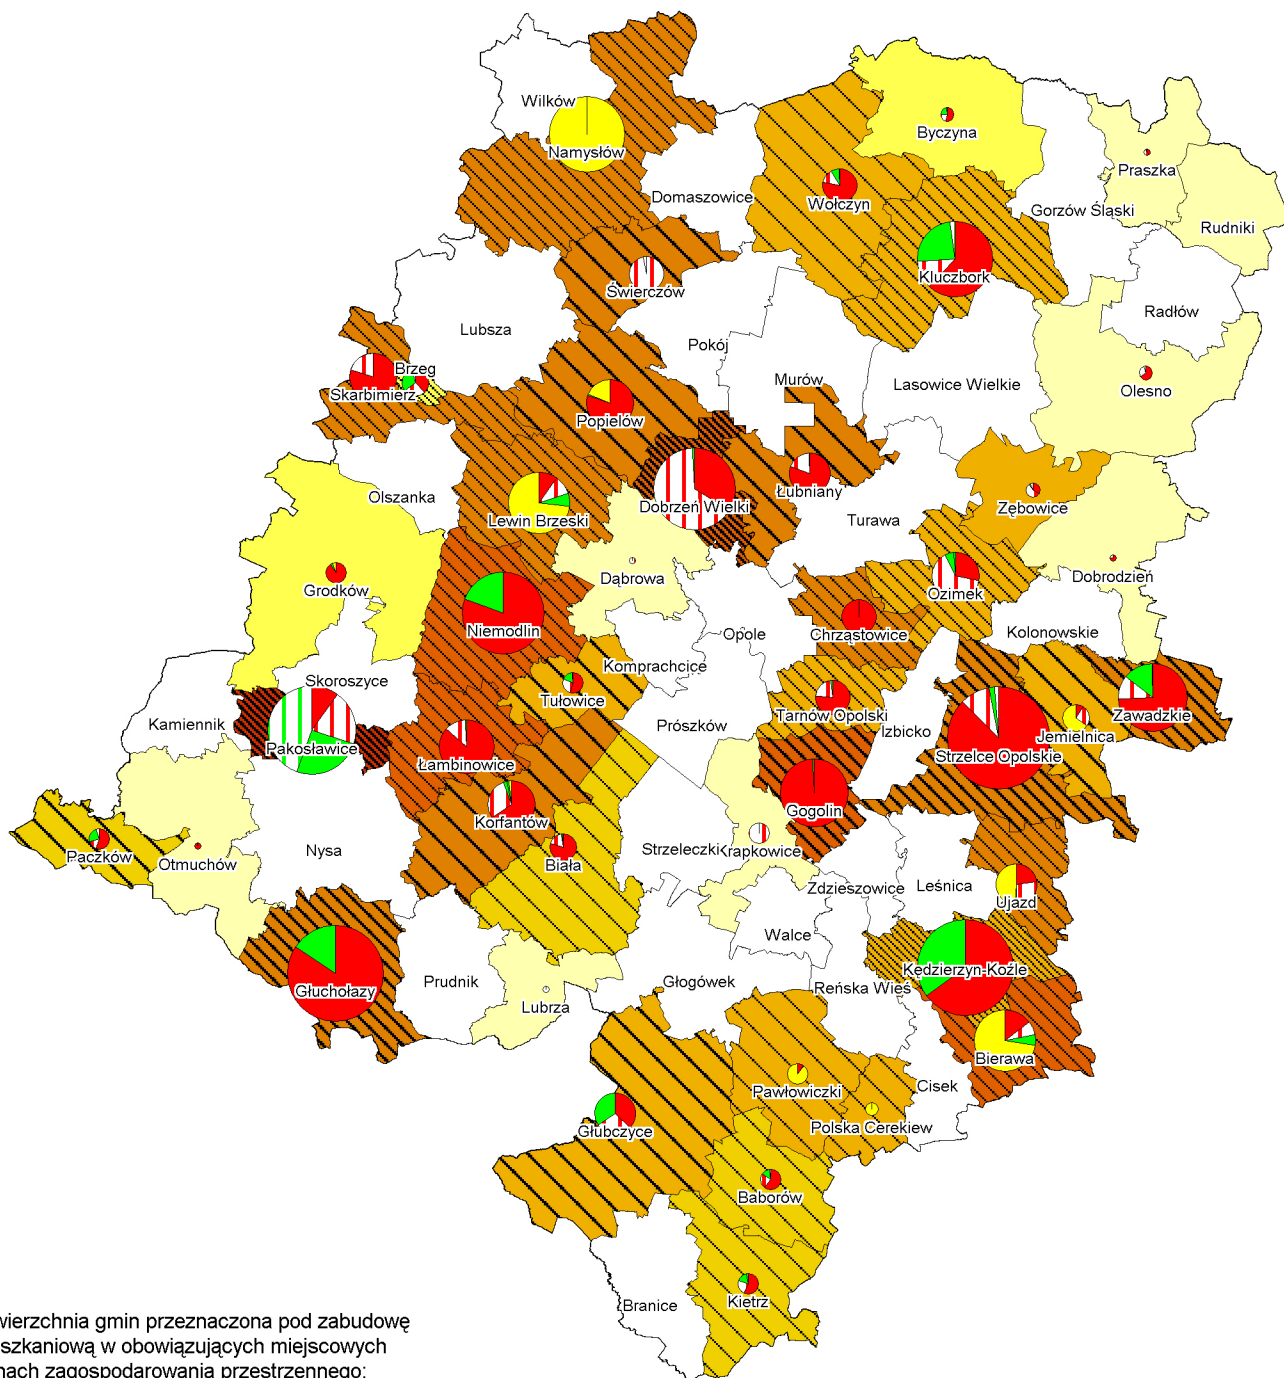 Wilków
Namysłów
Byczyna
Praszka
Domaszowice
Wołczyn
Gorzów Śląski
Rudniki
Kluczbork
Świerczów
Radłów
Lubsza
Pokój
Brzeg
Skarbimierz
Murów
Lasowice Wielkie
Olesno
Popielów
Olszanka
Dobrzeń Wielki
Łubniany
Zębowice
Lewin Brzeski
Turawa
Dąbrowa
Dobrodzień
Grodków
Ozimek
Niemodlin
Opole
Chrząstowice
Kolonowskie
Komprachcice
Skoroszyce
Tułowice
Kamiennik
Prószków
Tarnów Opolski
Izbicko
Jemielnica
Zawadzkie
Pakosławice
Strzelce Opolskie
Łambinowice
Gogolin
Korfantów
Nysa
Strzeleczki
Krapkowice
Paczków
Otmuchów
Biała
Zdzieszowice
Leśnica
Ujazd
Walce
Kędzierzyn-Koźle
Głuchołazy
Prudnik
Głogówek
Reńska Wieś
Lubrza
Bierawa
Pawłowiczki
Cisek
Głubczyce
Polska Cerekiew
Baborów
Branice
Kietrz
wierzchnia gmin przeznaczona pod zabudowę
szkaniową w obowiązujących miejscowych
nach zagospodarowania przestrzennego: